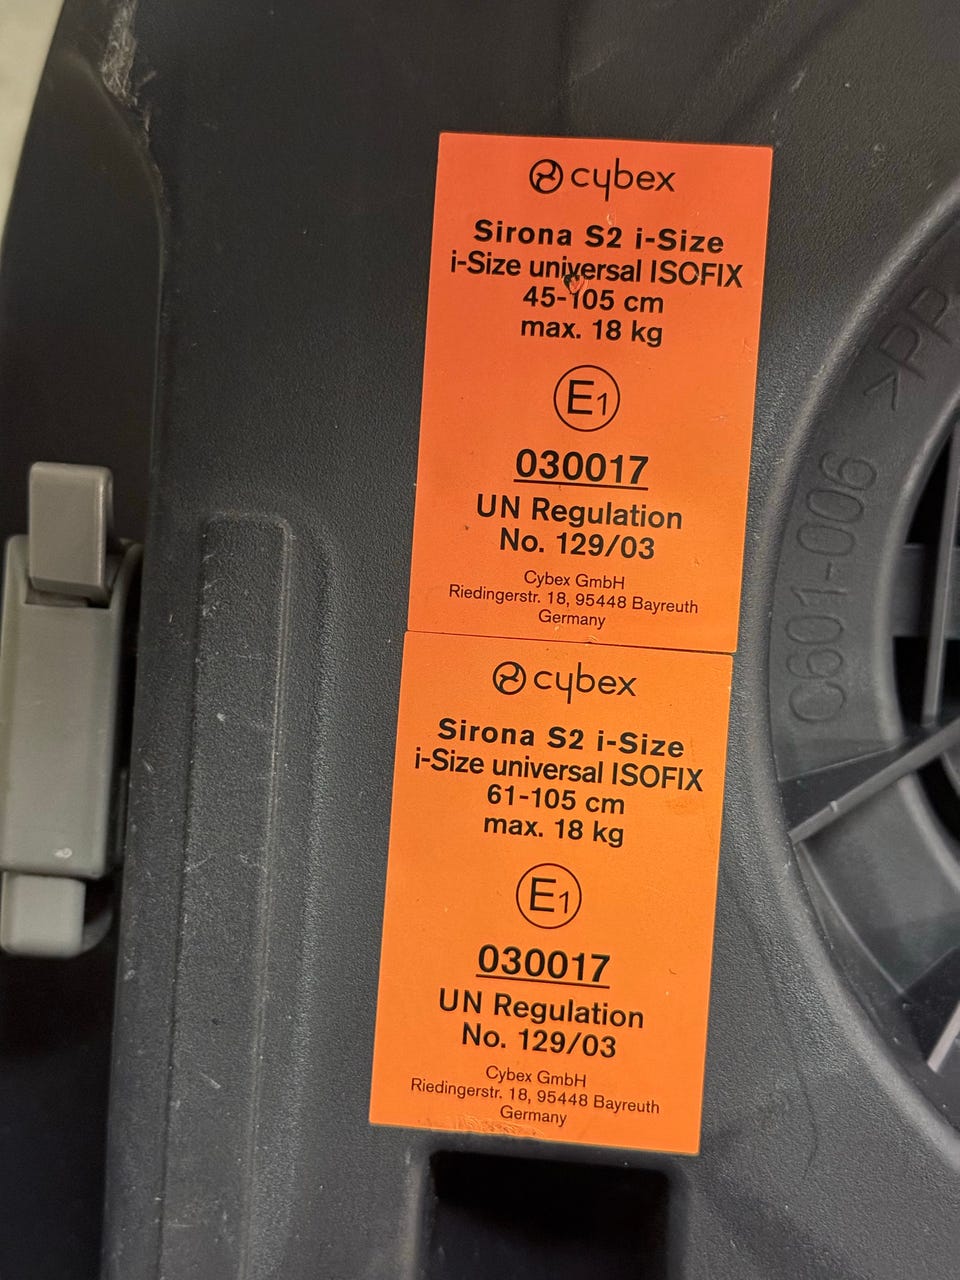 cybex
Sirona S2 i-Size
i-Size universal ISOFIX
45-105 cm
max. 18 kg
E1
030017
UN Regulation
No. 129/03
Cybex GmbH
Riedingerstr. 18, 95448 Bayreuth
Germany
cybex
Sirona S2 i-Size
i-Size universal ISOFIX
61-105 cm
max. 18 kg
E1
030017
UN Regulation
No. 129/03
Cybex GmbH
Riedingerstr. 18, 95448 Bayreuth
Germany
C601-006
>PP